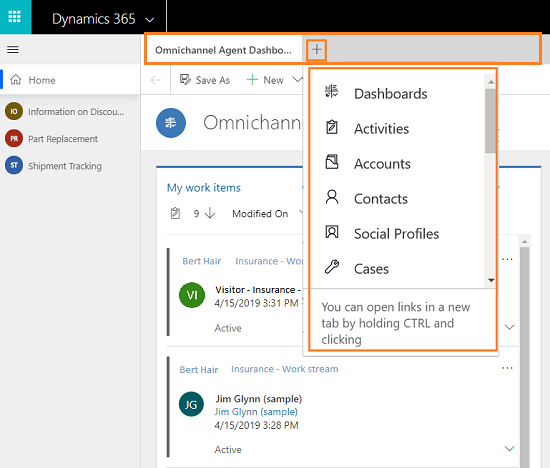 Dynamics 365
Omnichannel Agent Dashbo...
Home
Save As
New
IO Information on Discou...
PR Part Replacement
ST Shipment Tracking
Omnichannel
Dashboards
Activities
Accounts
Contacts
Social Profiles
Cases
You can open links in a new
tab by holding CTRL and
clicking
My work items
9
Modified On
Bert Hair Insurance - Work stream
VI
Visitor - Insurance -
4/15/2019 3:31 PM
Active
Bert Hair Insurance - Work stream
JG
Jim Glynn (sample)
Jim Glynn (sample)
4/15/2019 3:28 PM
Active